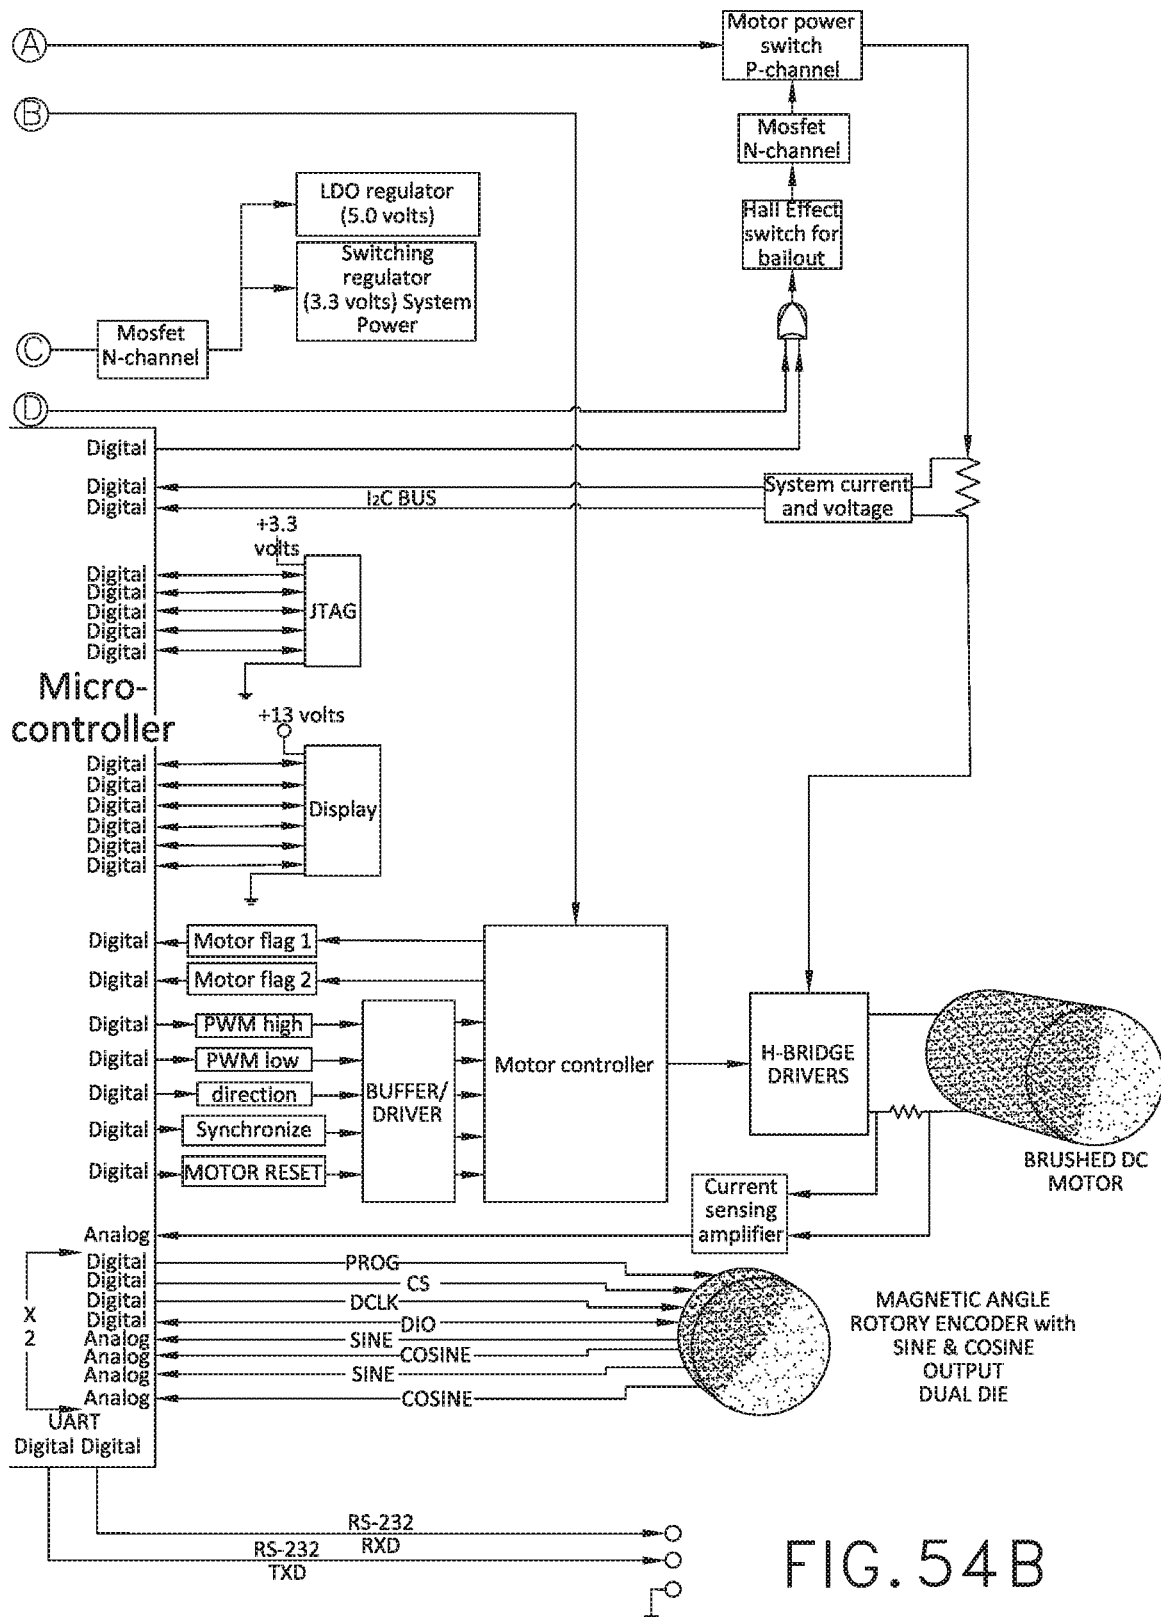 A
Motor power
switch
P-channel
B
Mosfet
N-channel
LDO regulator
(5.0 volts)
Hall Effect
switch for
bailout
Switching
regulator
(3.3 volts) System
Power
C
Mosfet
N-channel
D
Digital
Digital
Digital
I2C BUS
System current
and voltage
+3.3
volts
Digital
Digital
Digital
Digital
Digital
JTAG
Micro-
controller
+13 volts
Digital
Digital
Digital
Digital
Digital
Digital
Display
Digital
Motor flag 1
Digital
Motor flag 2
Digital
PWM high
Digital
PWM low
Digital
direction
Digital
Synchronize
Digital
MOTOR RESET
BUFFER/
DRIVER
Motor controller
H-BRIDGE
DRIVERS
BRUSHED DC
MOTOR
Current
sensing
amplifier
Analog
Digital
PROG
Digital
CS
Digital
DCLK
Digital
DIO
Analog
SINE
Analog
COSINE
Analog
SINE
Analog
COSINE
X
2
MAGNETIC ANGLE
ROTARY ENCODER with
SINE & COSINE
OUTPUT
DUAL DIE
UART
Digital Digital
RS-232
RXD
RS-232
TXD
FIG. 54B